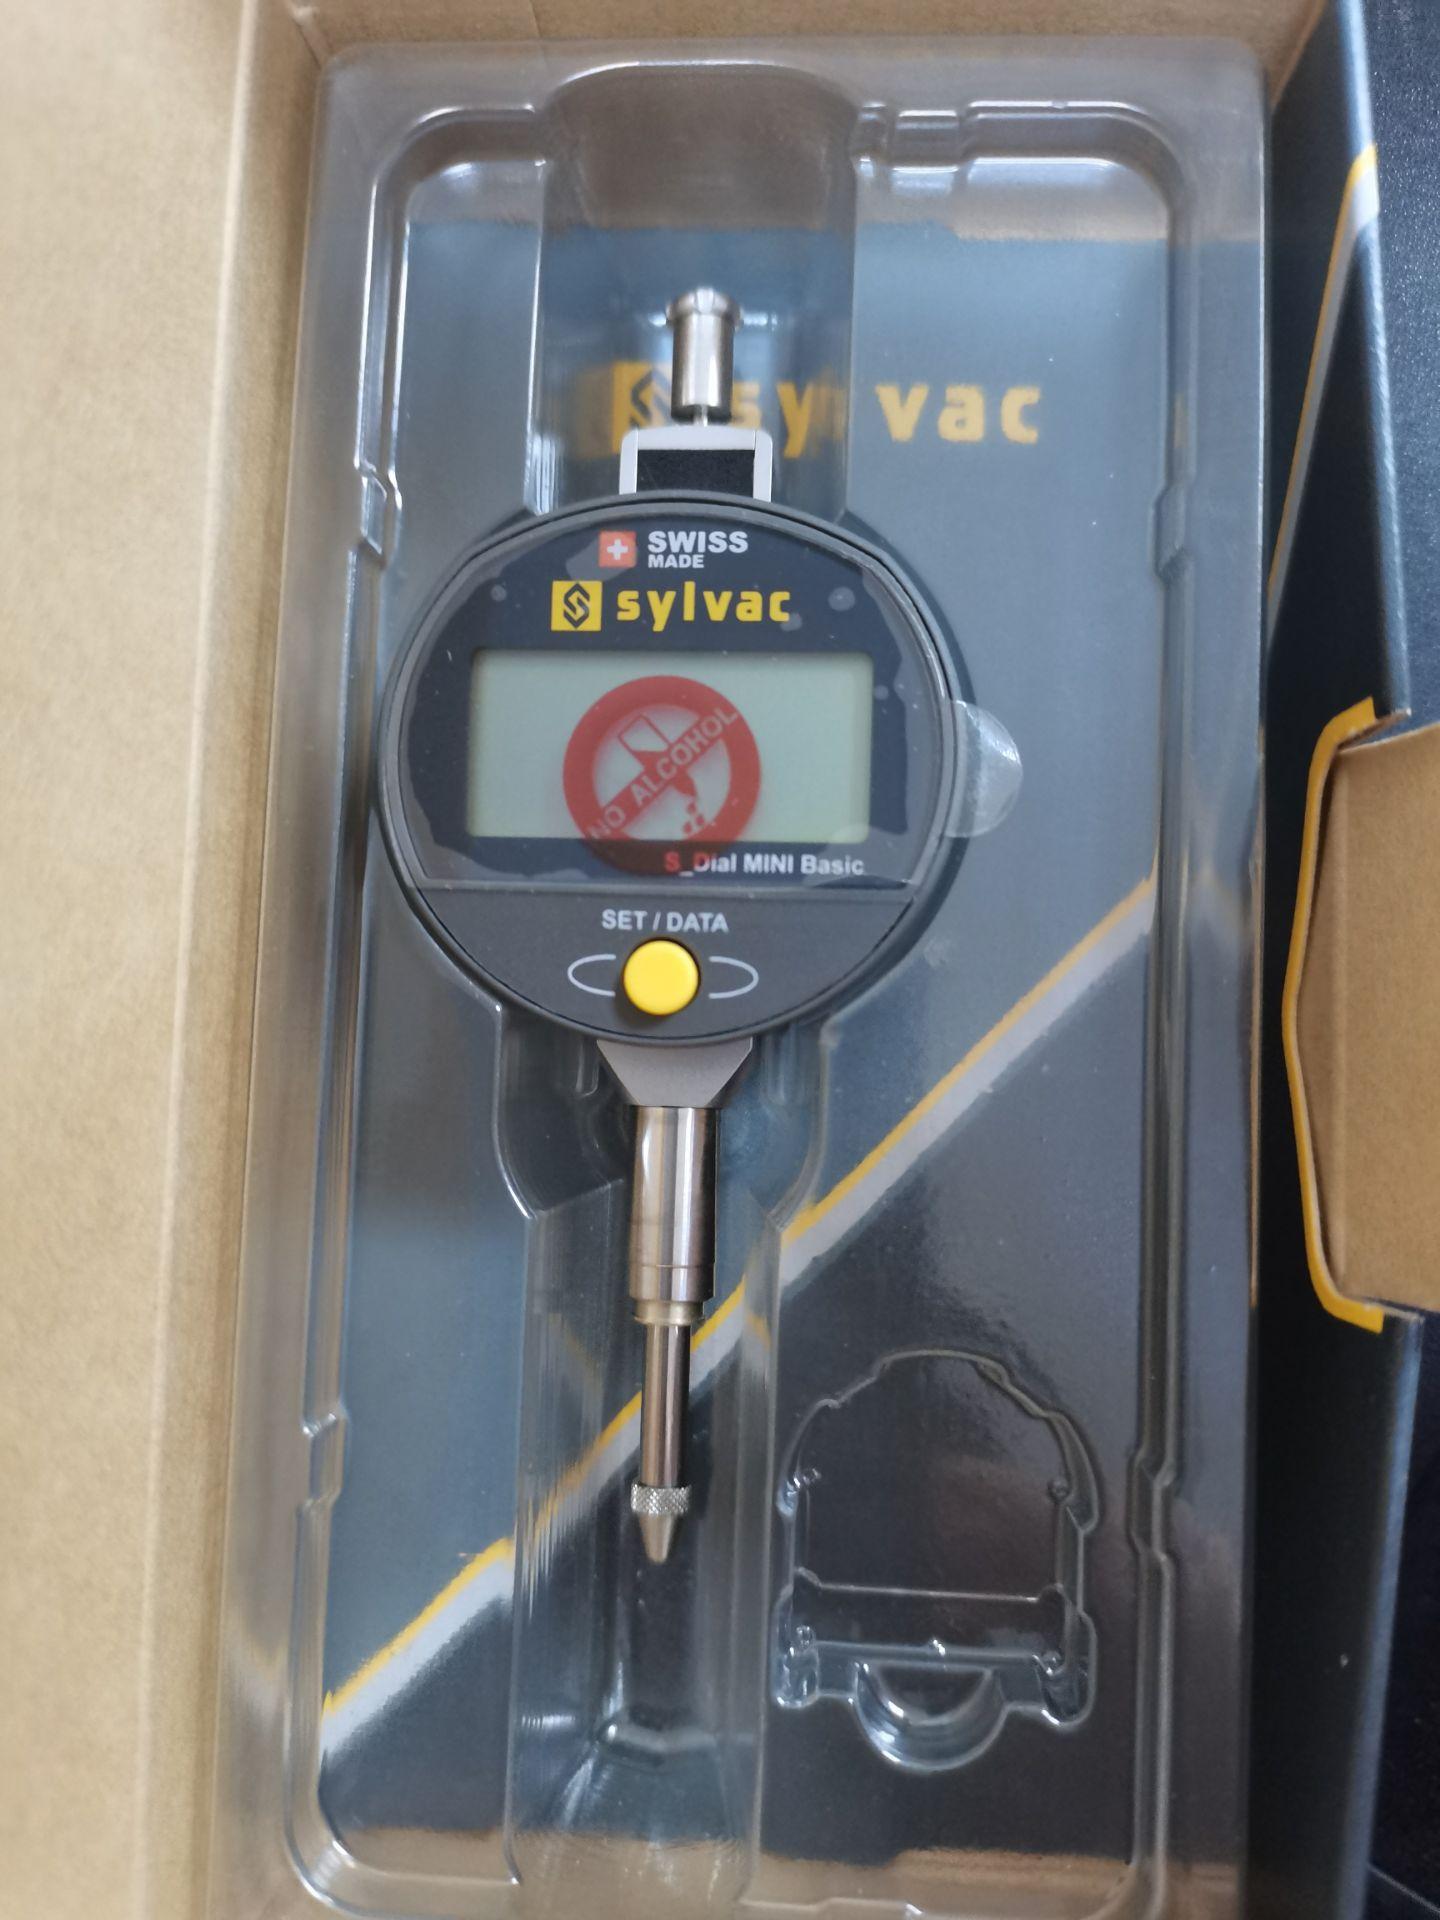 sylvac
SWISS
MADE
sylvac
NO ALCOHOL
S_Dial MINI Basic
SET / DATA